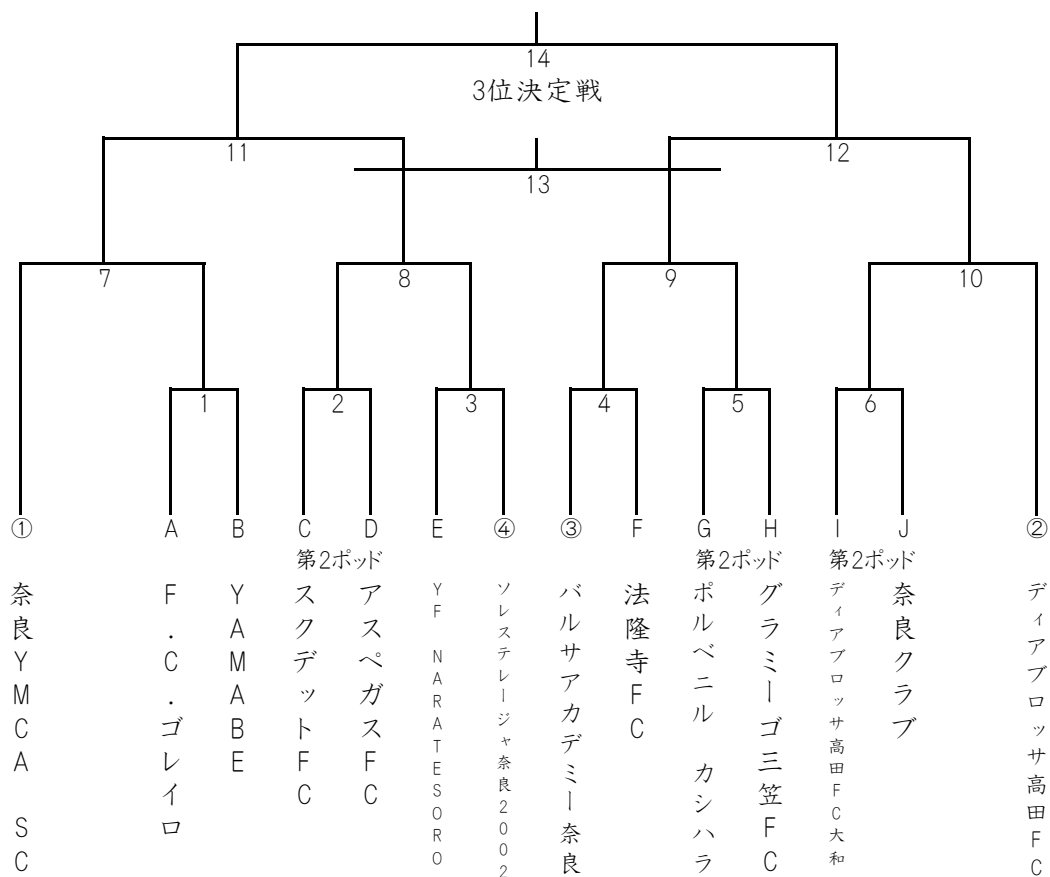 14
3位決定戦
11
12
13
7
8
9
10
1
2
3
4
5
6
①
A
B
C
D
E
④
③
F
G
H
I
J
②
第2ポッド
第2ポッド
第2ポッド
奈良YMCA SC
F.C.ゴレイロ
YAMABE
スクデットFC
アスペガスFC
YF NARATESORO
ソレステレージャ奈良2002
バルサアカデミー奈良
法隆寺FC
ポルベニル カシハラ
グラミーゴ三笠FC
ディアブロッサ高田FC大和
奈良クラブ
ディアブロッサ高田FC